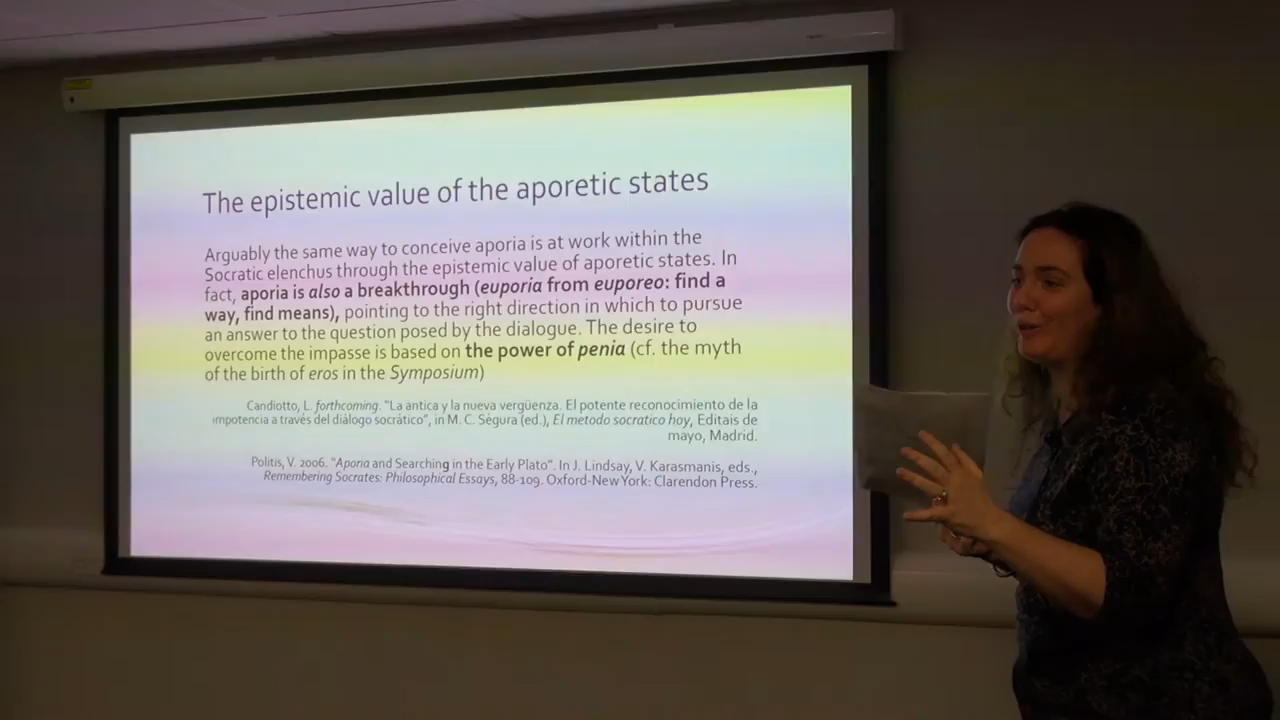 The epistemic value of the aporetic states
Arguably the same way to conceive aporia is at work within the
Socratic elenchus through the epistemic value of aporetic states. In
fact, aporia is also a breakthrough (euporia from euporeo: find a
way, find means), pointing to the right direction in which to pursue
an answer to the question posed by the dialogue. The desire to
overcome the impasse is based on the power of penia (cf. the myth
of the birth of eros in the Symposium)
Candiotto, L. forthcoming. "La antica y la nueva vergüenza. El potente reconocimiento de la
impotencia a través del diálogo socrático", in M. C. Ségura (ed.), El metodo socratico hoy, Editais de
mayo, Madrid.
Politis, V. 2006. "Aporia and Searching in the Early Plato". In J. Lindsay, V. Karasmanis, eds.,
Remembering Socrates: Philosophical Essays, 88-109. Oxford-New York: Clarendon Press.